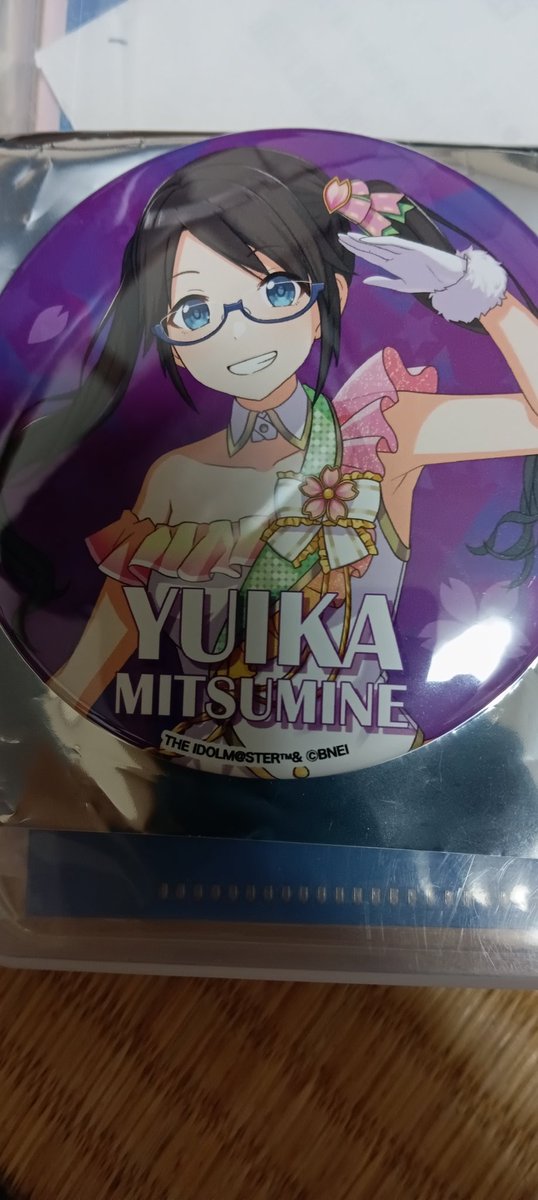 YUIKA
MITSUMINE
THE IDOLM@STER™& ©BNEI